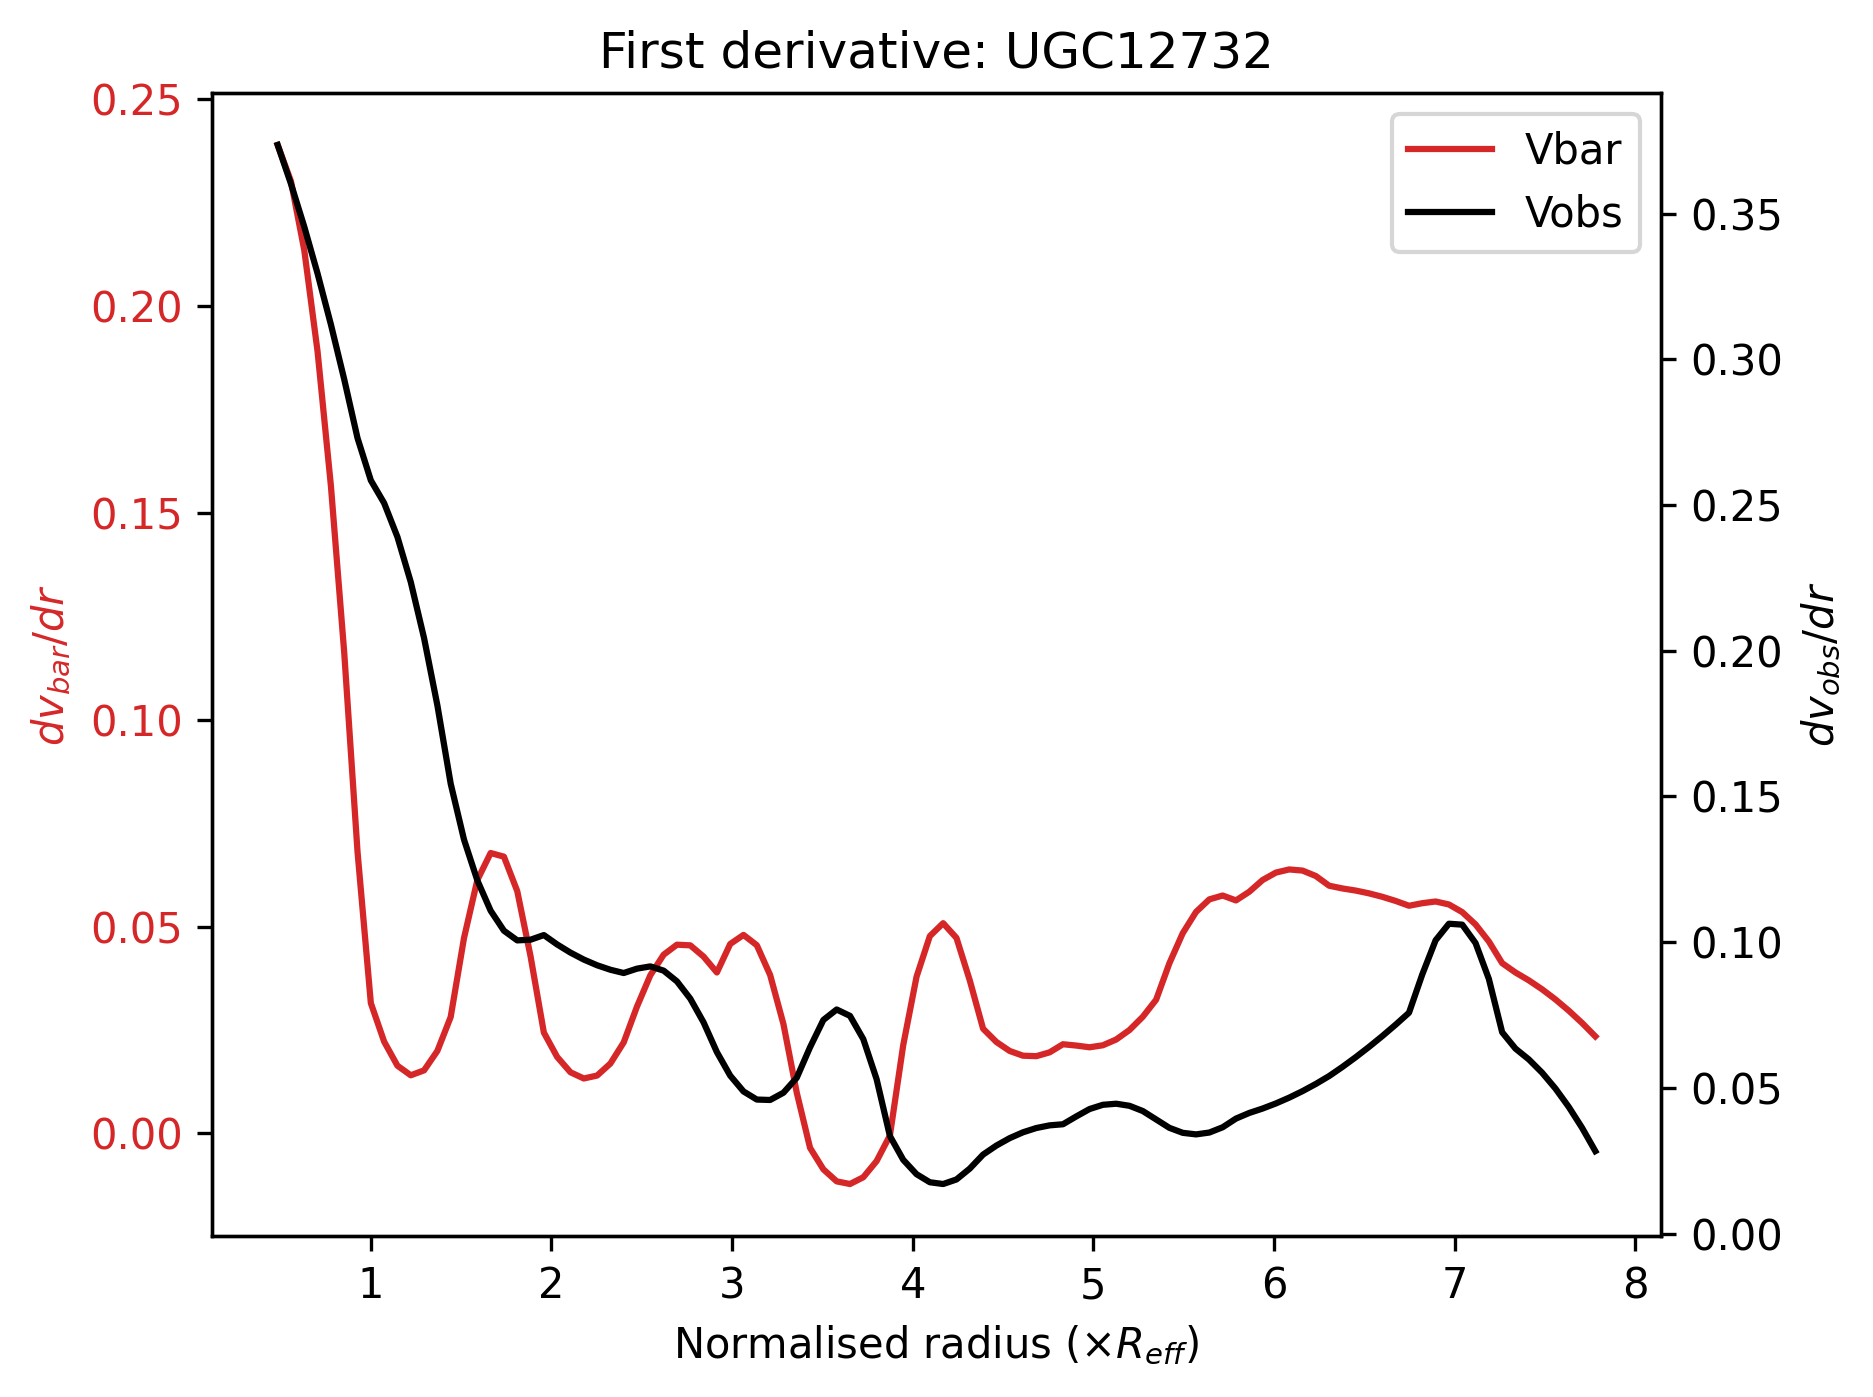 First derivative: UGC12732
Vbar
Vobs
0.25
0.20
0.15
0.10
0.05
0.00
dv_bar/dr
0.35
0.30
0.25
0.20
0.15
0.10
0.05
0.00
dv_obs/dr
1 2 3 4 5 6 7 8
Normalised radius (×R_eff)